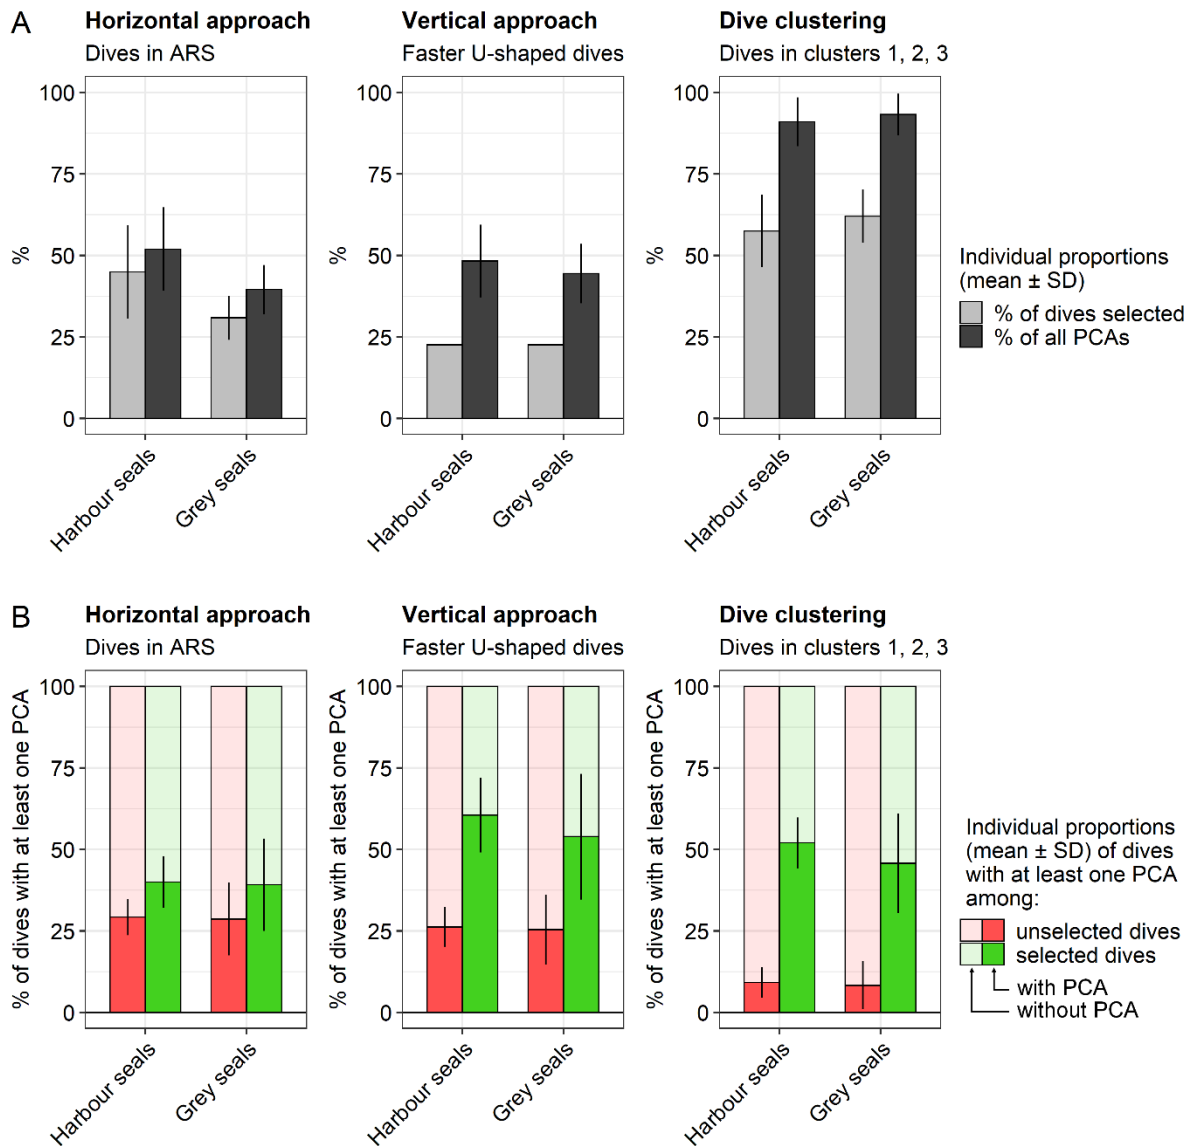 A
Horizontal approach
Dives in ARS
Vertical approach
Faster U-shaped dives
Dive clustering
Dives in clusters 1, 2, 3
%
100
75
50
25
0
Harbour seals
Grey seals
%
100
75
50
25
0
Harbour seals
Grey seals
%
100
75
50
25
0
Harbour seals
Grey seals
Individual proportions
(mean ± SD)
% of dives selected
% of all PCAs
B
Horizontal approach
Dives in ARS
Vertical approach
Faster U-shaped dives
Dive clustering
Dives in clusters 1, 2, 3
% of dives with at least one PCA
100
75
50
25
0
Harbour seals
Grey seals
% of dives with at least one PCA
100
75
50
25
0
Harbour seals
Grey seals
% of dives with at least one PCA
100
75
50
25
0
Harbour seals
Grey seals
Individual proportions
(mean ± SD) of dives
with at least one PCA
among:
unselected dives
selected dives
with PCA
without PCA